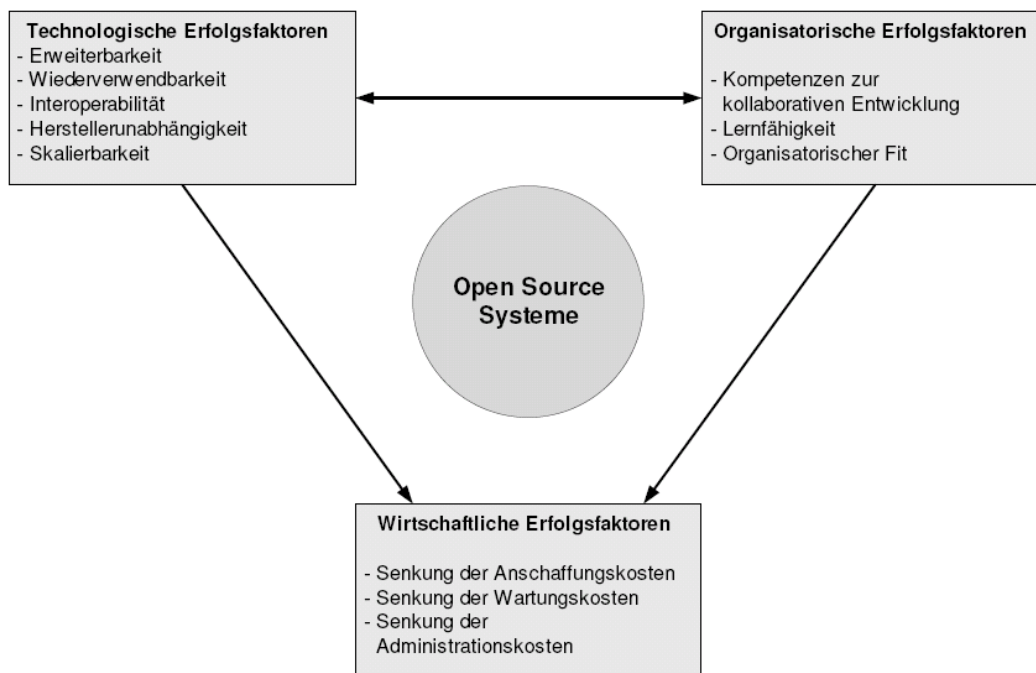 Technologische Erfolgsfaktoren
- Erweiterbarkeit
- Wiederverwendbarkeit
- Interoperabilität
- Herstellerunabhängigkeit
- Skalierbarkeit
Organisatorische Erfolgsfaktoren
- Kompetenzen zur
kollaborativen Entwicklung
- Lernfähigkeit
- Organisatorischer Fit
Open Source
Systeme
Wirtschaftliche Erfolgsfaktoren
- Senkung der Anschaffungskosten
- Senkung der Wartungskosten
- Senkung der
Administrationskosten